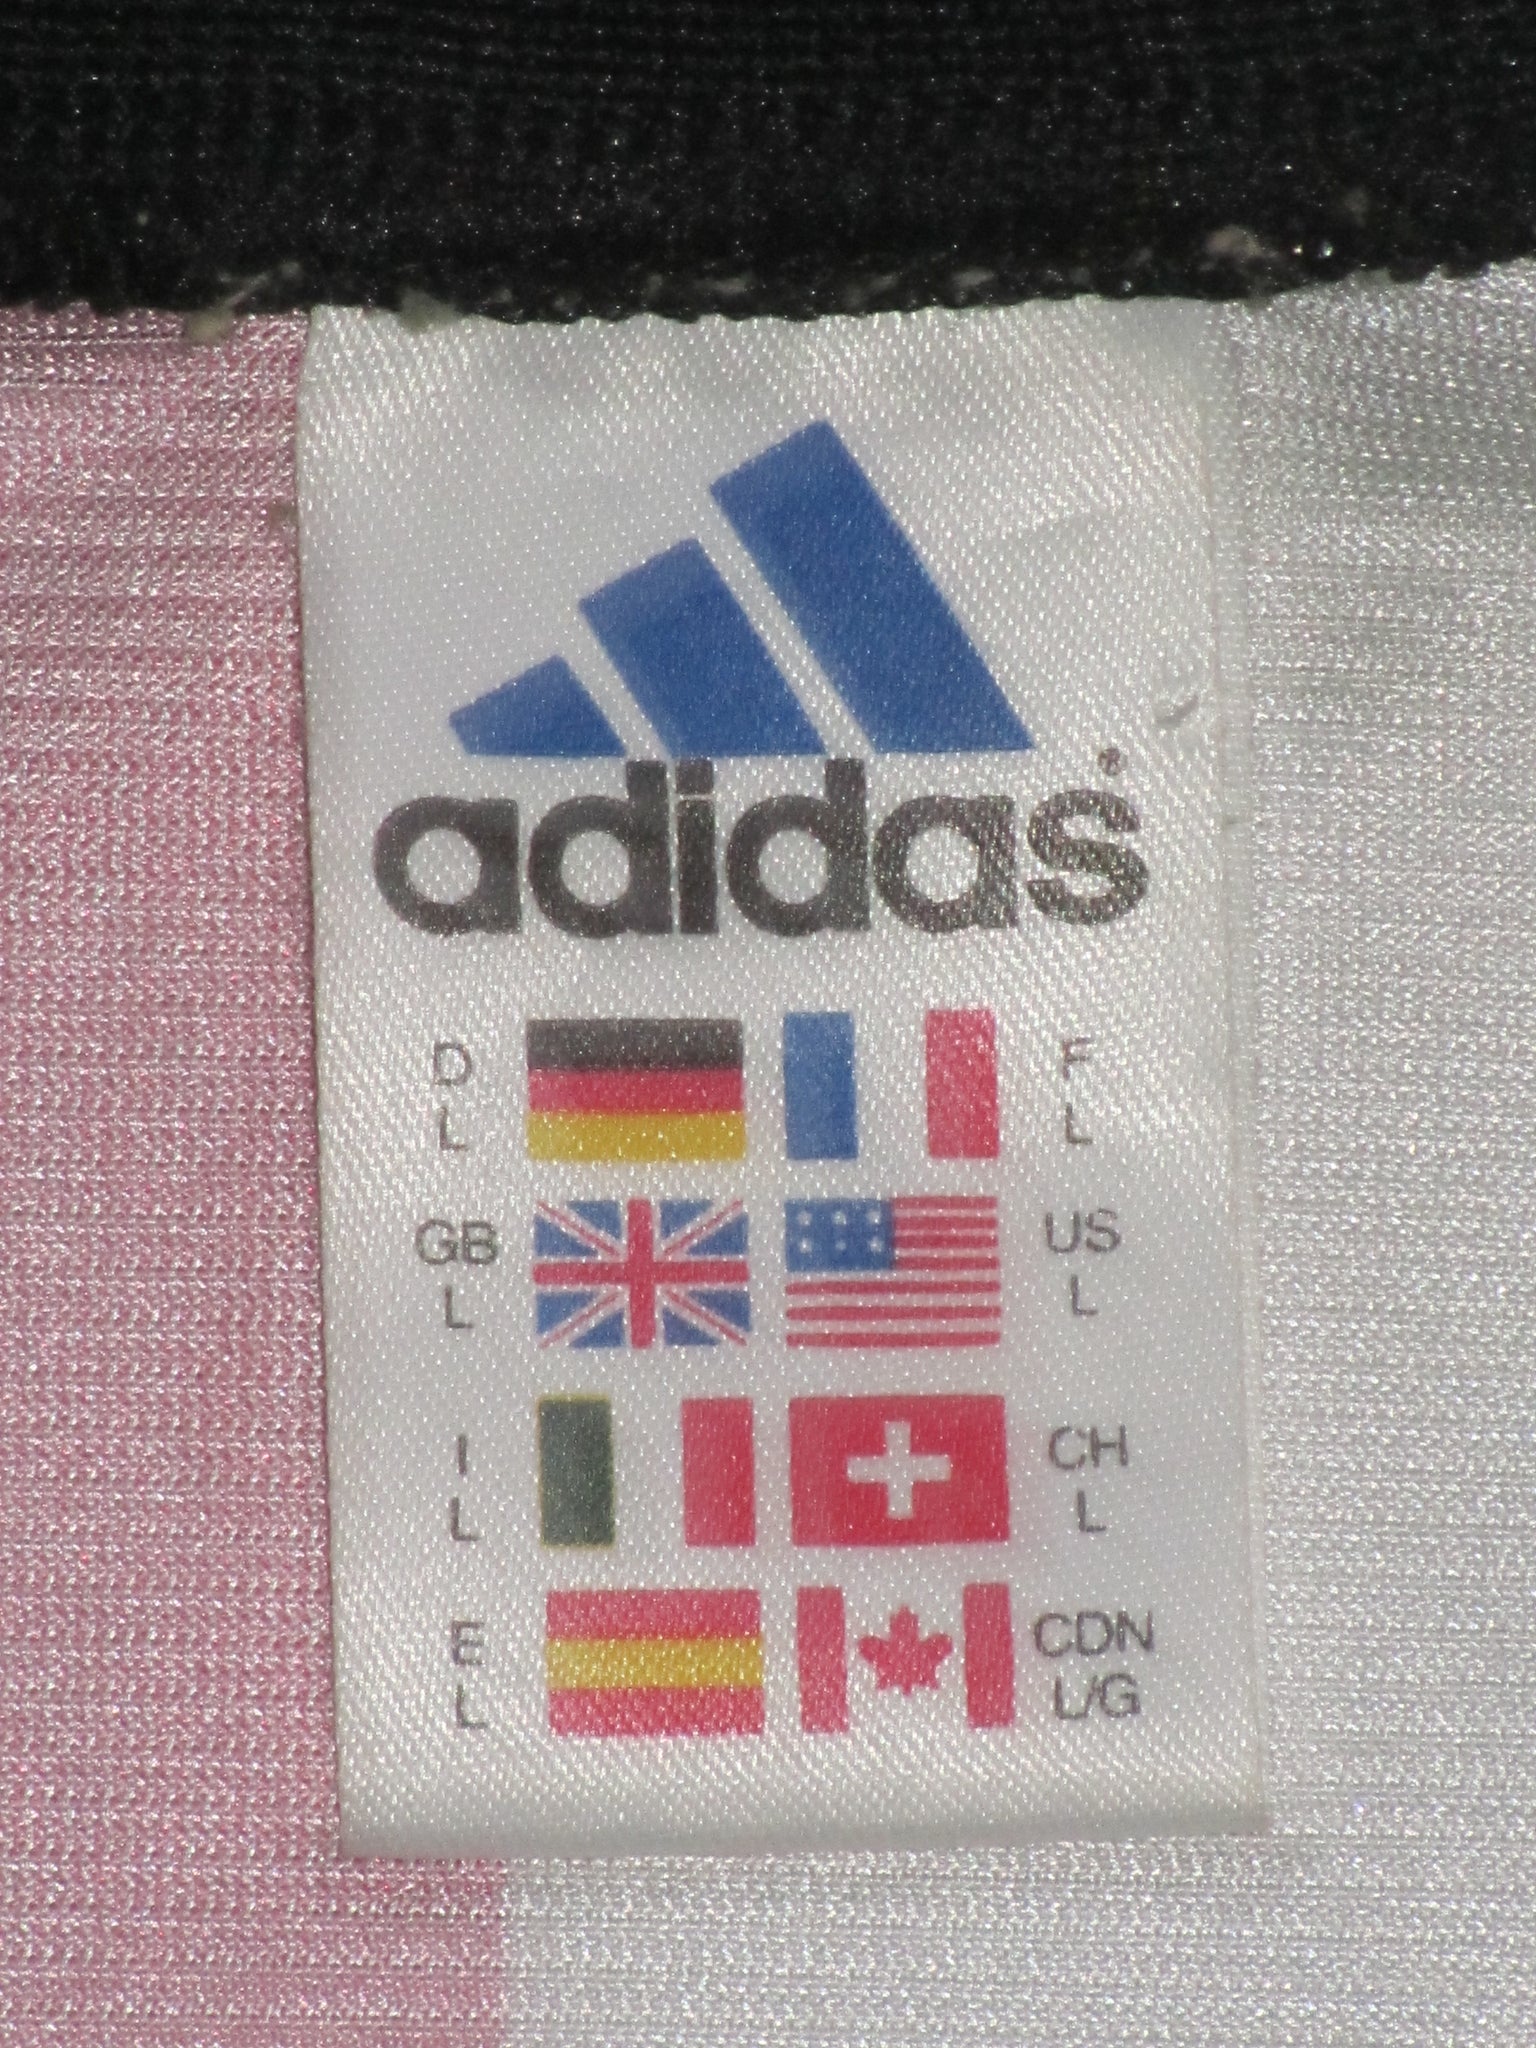 adidas®
D F
L L
GB US
L L
I CH
L L
E CDN
L L/G